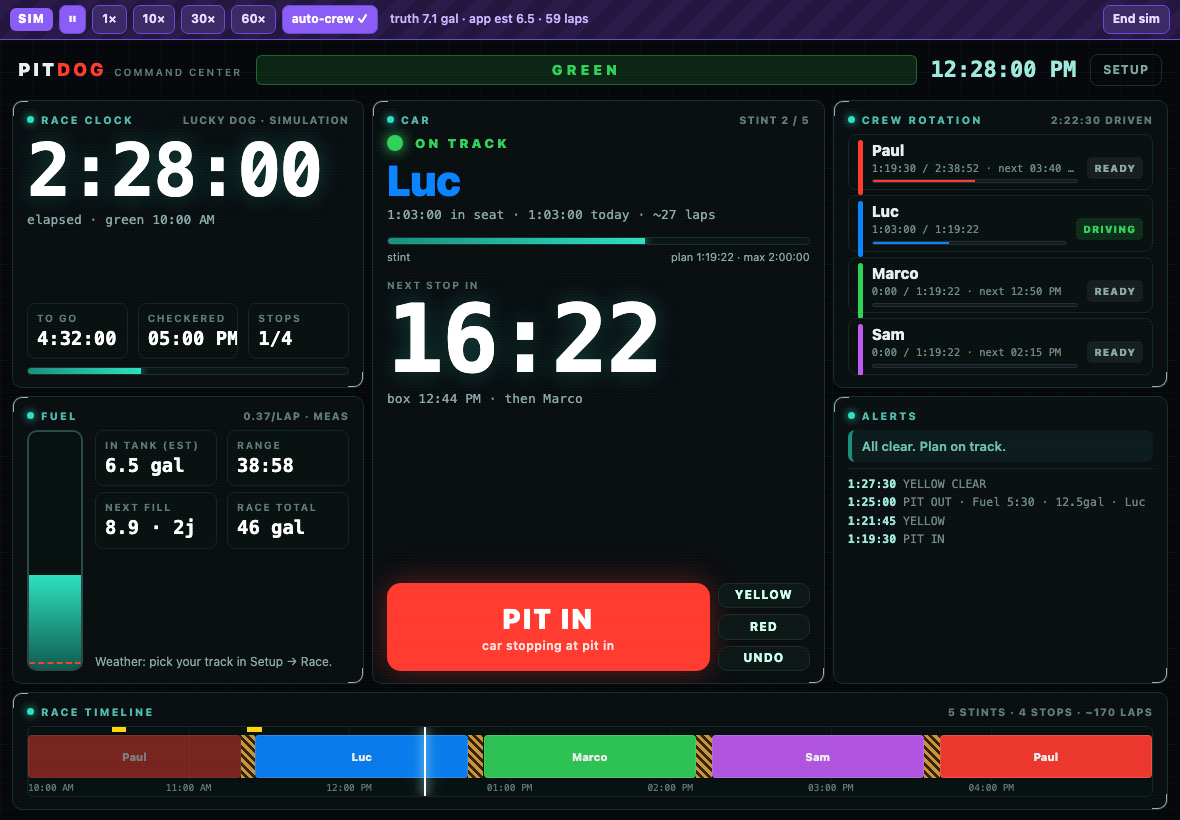 SIM
1×
10×
30×
60×
auto-crew ✓
truth 7.1 gal · app est 6.5 · 59 laps
End sim
PITDOG COMMAND CENTER
GREEN
12:28:00 PM
SETUP
RACE CLOCK
LUCKY DOG · SIMULATION
2:28:00
elapsed · green 10:00 AM
TO GO
4:32:00
CHECKERED
05:00 PM
STOPS
1/4
CAR
STINT 2 / 5
ON TRACK
Luc
1:03:00 in seat · 1:03:00 today · ~27 laps
stint
plan 1:19:22 · max 2:00:00
NEXT STOP IN
16:22
box 12:44 PM · then Marco
PIT IN
car stopping at pit in
YELLOW
RED
UNDO
CREW ROTATION
2:22:30 DRIVEN
Paul
1:19:30 / 2:38:52 · next 03:40 …
READY
Luc
1:03:00 / 1:19:22
DRIVING
Marco
0:00 / 1:19:22 · next 12:50 PM
READY
Sam
0:00 / 1:19:22 · next 02:15 PM
READY
FUEL
0.37/LAP · MEAS
IN TANK (EST)
6.5 gal
RANGE
38:58
NEXT FILL
8.9 · 2j
RACE TOTAL
46 gal
Weather: pick your track in Setup → Race.
ALERTS
All clear. Plan on track.
1:27:30 YELLOW CLEAR
1:25:00 PIT OUT · Fuel 5:30 · 12.5gal · Luc
1:21:45 YELLOW
1:19:30 PIT IN
RACE TIMELINE
5 STINTS · 4 STOPS · ~170 LAPS
Paul
Luc
Marco
Sam
Paul
10:00 AM
11:00 AM
12:00 PM
01:00 PM
02:00 PM
03:00 PM
04:00 PM